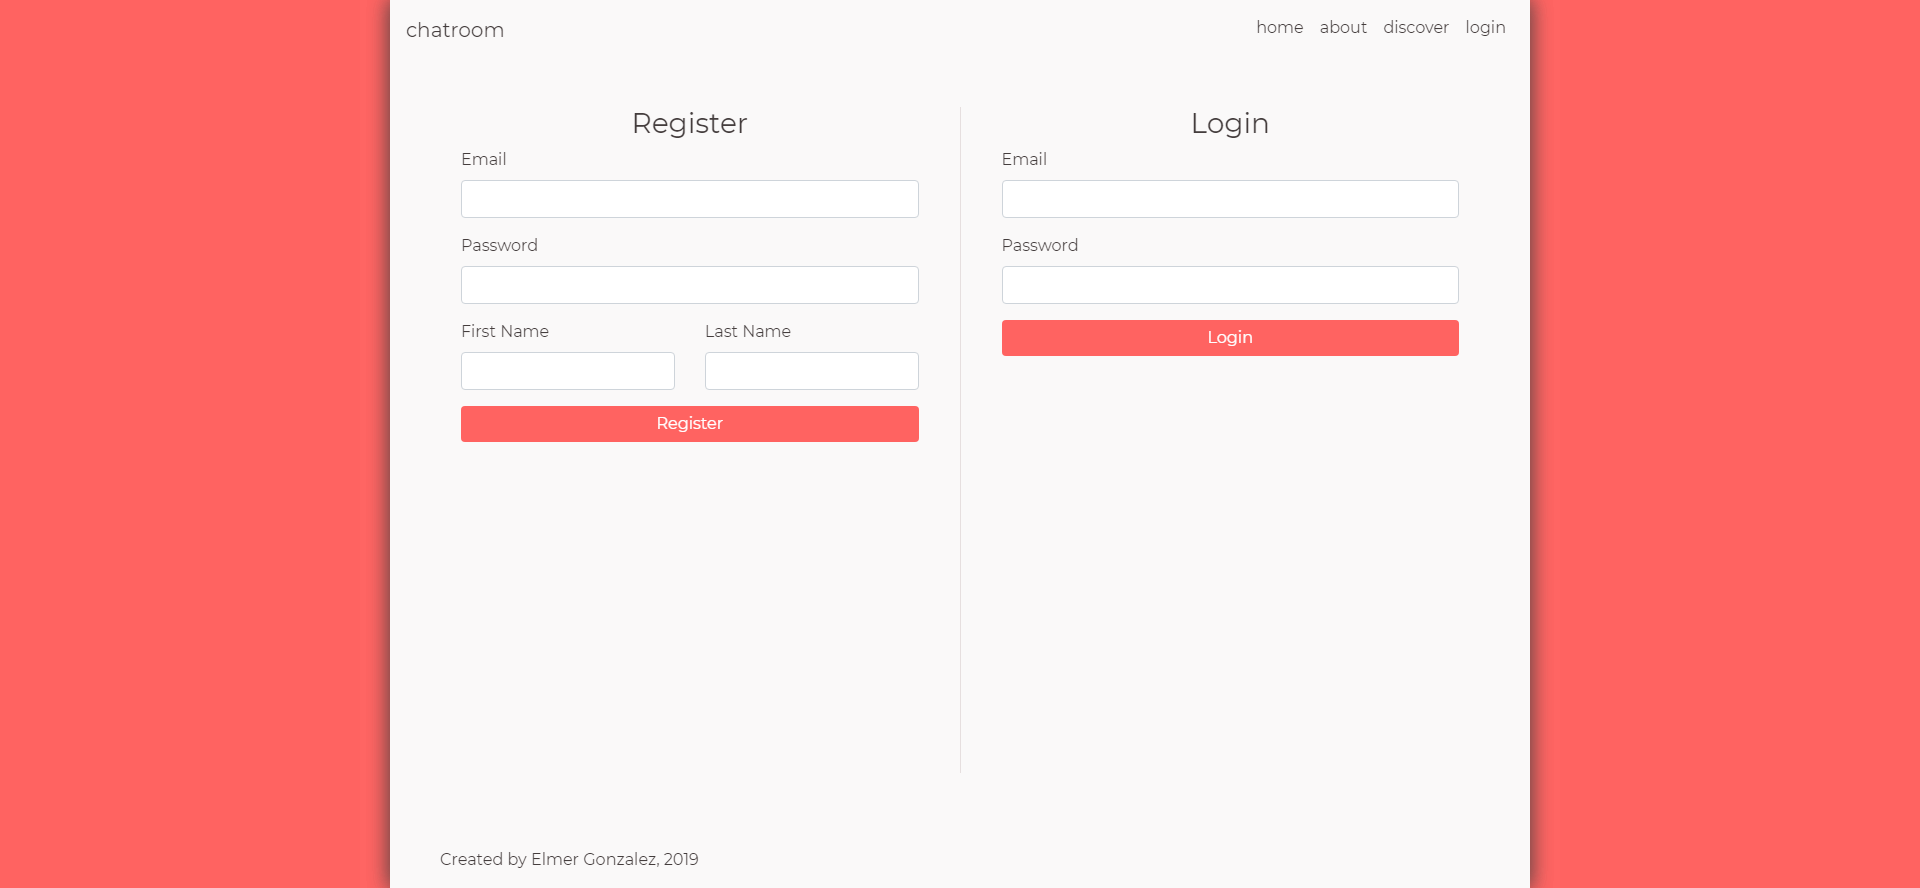 chatroom
home about discover login
Register
Email
Password
First Name Last Name
Register
Login
Email
Password
Login
Created by Elmer Gonzalez, 2019